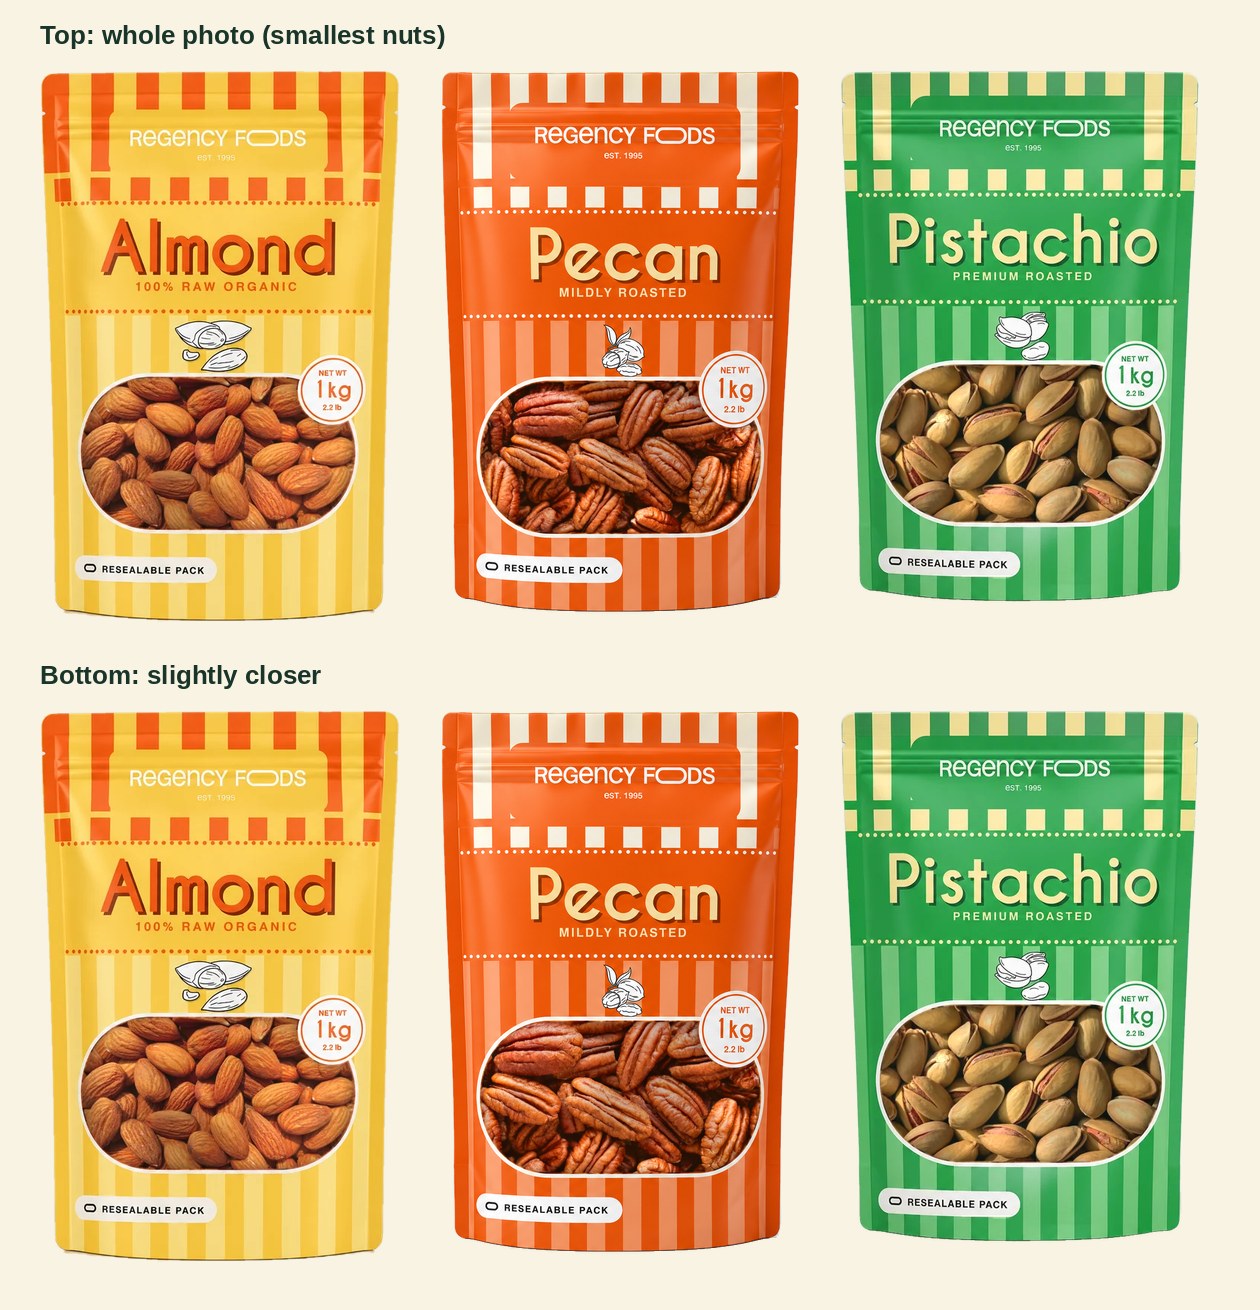 Top: whole photo (smallest nuts)
REGENCY FOODS
EST. 1995
Almond
100% RAW ORGANIC
NET WT
1kg
2.2 lb
RESEALABLE PACK
REGENCY FOODS
EST. 1995
Pecan
MILDLY ROASTED
NET WT
1kg
2.2 lb
RESEALABLE PACK
REGENCY FOODS
EST. 1995
Pistachio
PREMIUM ROASTED
NET WT
1kg
2.2 lb
RESEALABLE PACK
Bottom: slightly closer
REGENCY FOODS
EST. 1995
Almond
100% RAW ORGANIC
NET WT
1kg
2.2 lb
RESEALABLE PACK
REGENCY FOODS
EST. 1995
Pecan
MILDLY ROASTED
NET WT
1kg
2.2 lb
RESEALABLE PACK
REGENCY FOODS
EST. 1995
Pistachio
PREMIUM ROASTED
NET WT
1kg
2.2 lb
RESEALABLE PACK